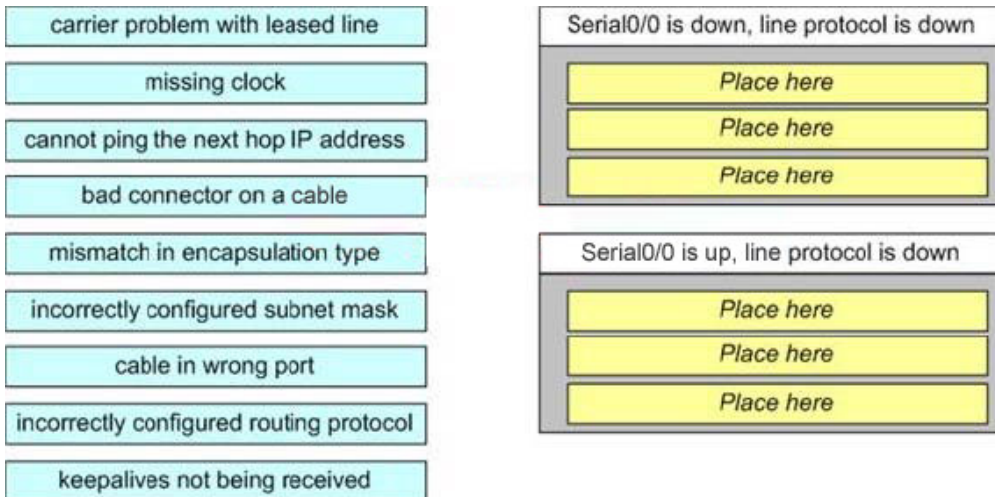 carrier problem with leased line
missing clock
cannot ping the next hop IP address
bad connector on a cable
mismatch in encapsulation type
incorrectly configured subnet mask
cable in wrong port
incorrectly configured routing protocol
keepalives not being received
Serial0/0 is down, line protocol is down
Place here
Place here
Place here
Serial0/0 is up, line protocol is down
Place here
Place here
Place here